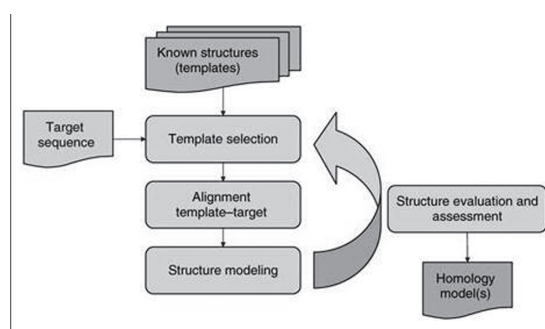 Known structures
(templates)
Target
sequence
Template selection
Alignment
template–target
Structure modeling
Structure evaluation and
assessment
Homology
model(s)